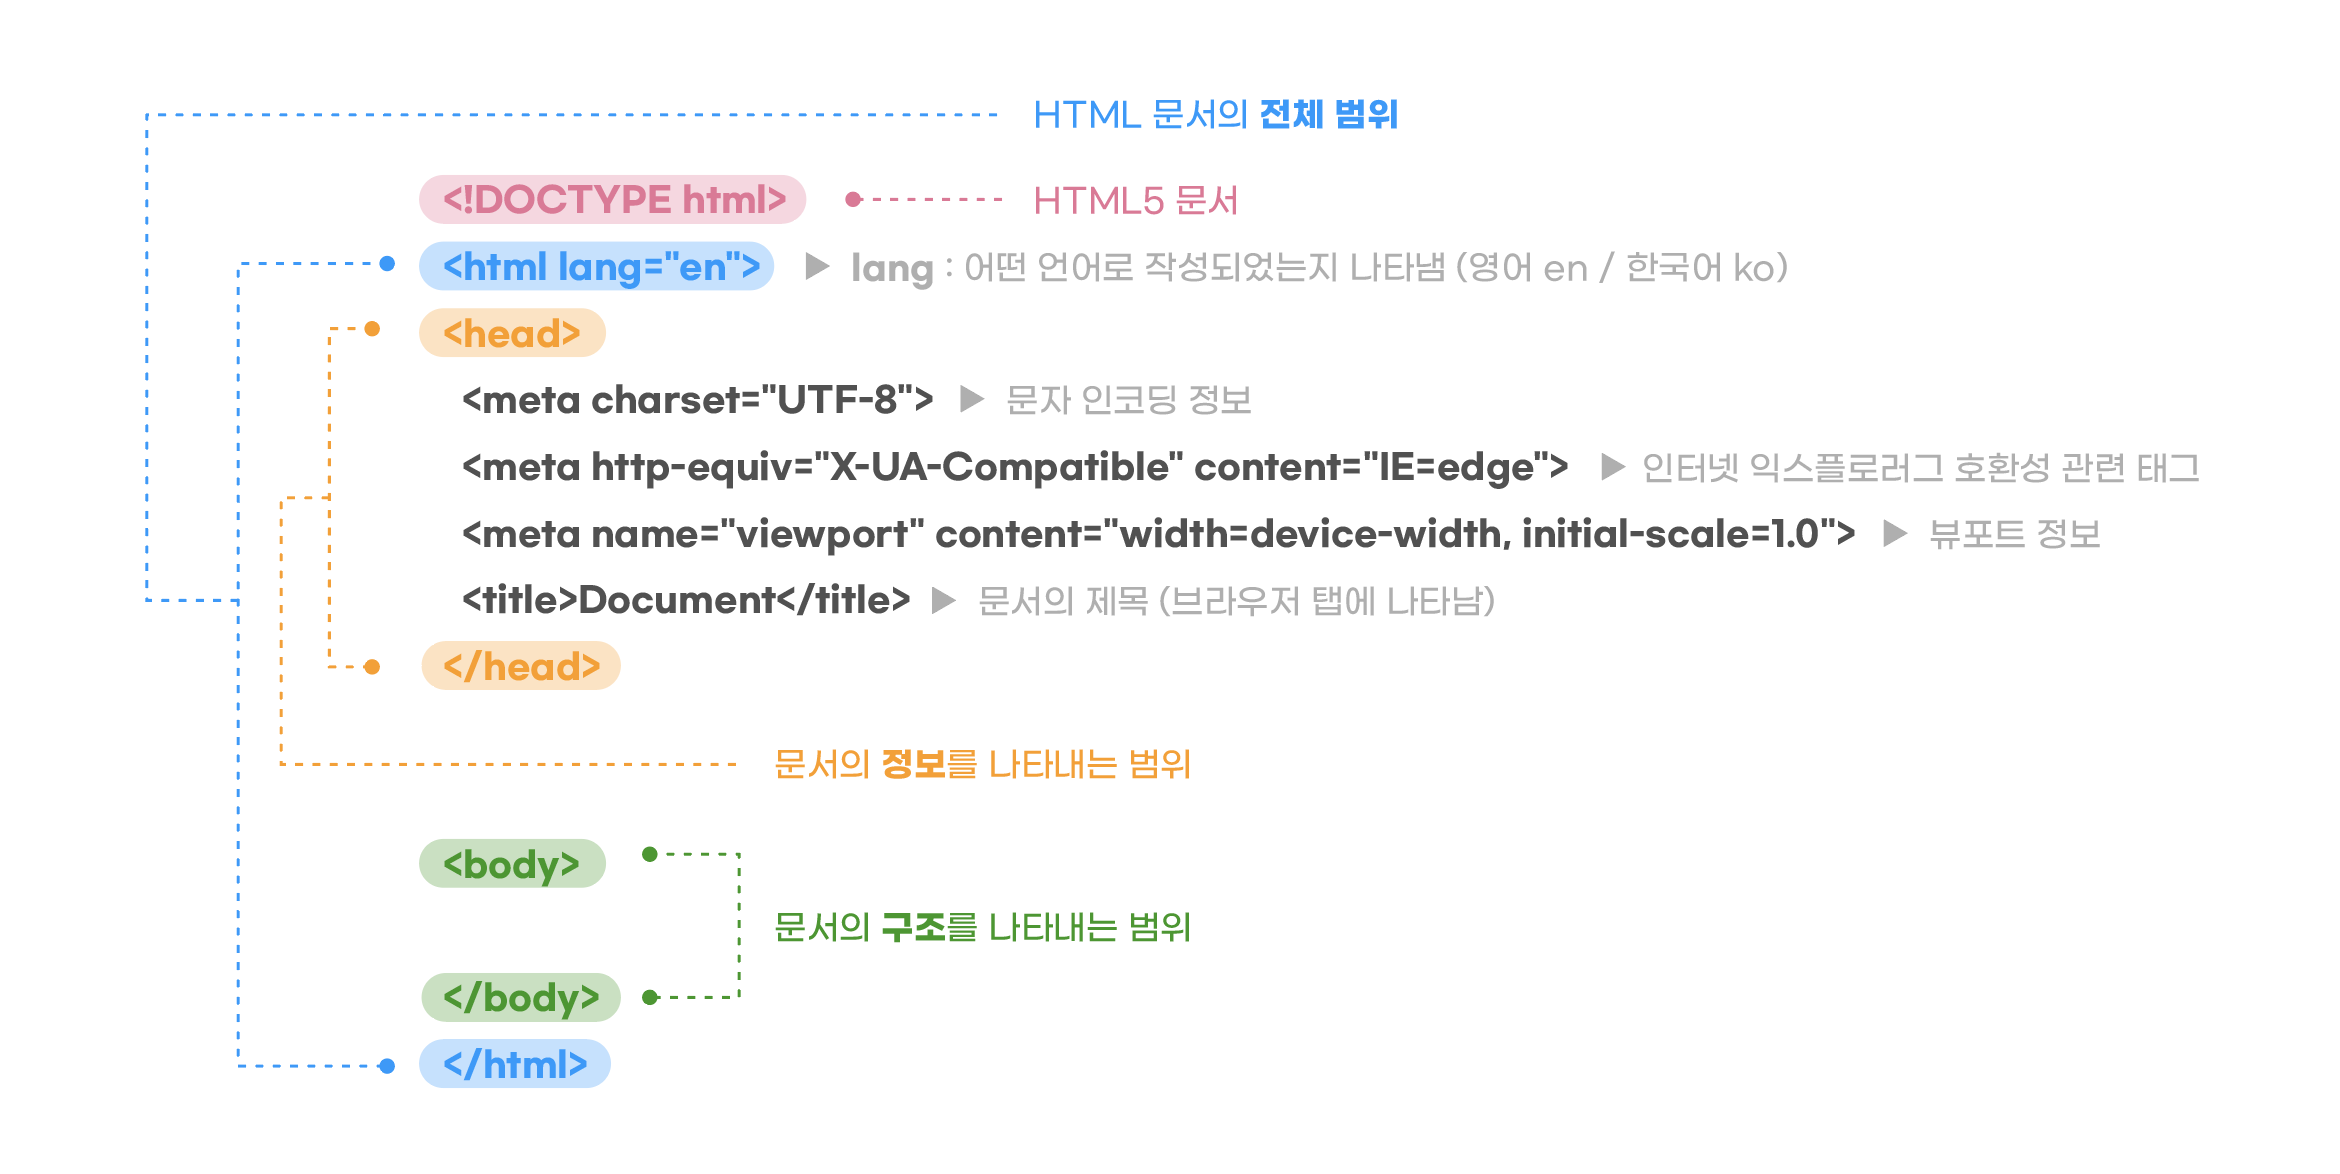 HTML 문서의 전체 범위
<!DOCTYPE html> HTML5 문서
<html lang="en"> ▶ lang : 어떤 언어로 작성되었는지 나타냄 (영어 en / 한국어 ko)
<head>
<meta charset="UTF-8"> ▶ 문자 인코딩 정보
<meta http-equiv="X-UA-Compatible" content="IE=edge"> ▶ 인터넷 익스플로러그 호환성 관련 태그
<meta name="viewport" content="width=device-width, initial-scale=1.0"> ▶ 뷰포트 정보
<title>Document</title> ▶ 문서의 제목 (브라우저 탭에 나타남)
</head>
문서의 정보를 나타내는 범위
<body>
문서의 구조를 나타내는 범위
</body>
</html>